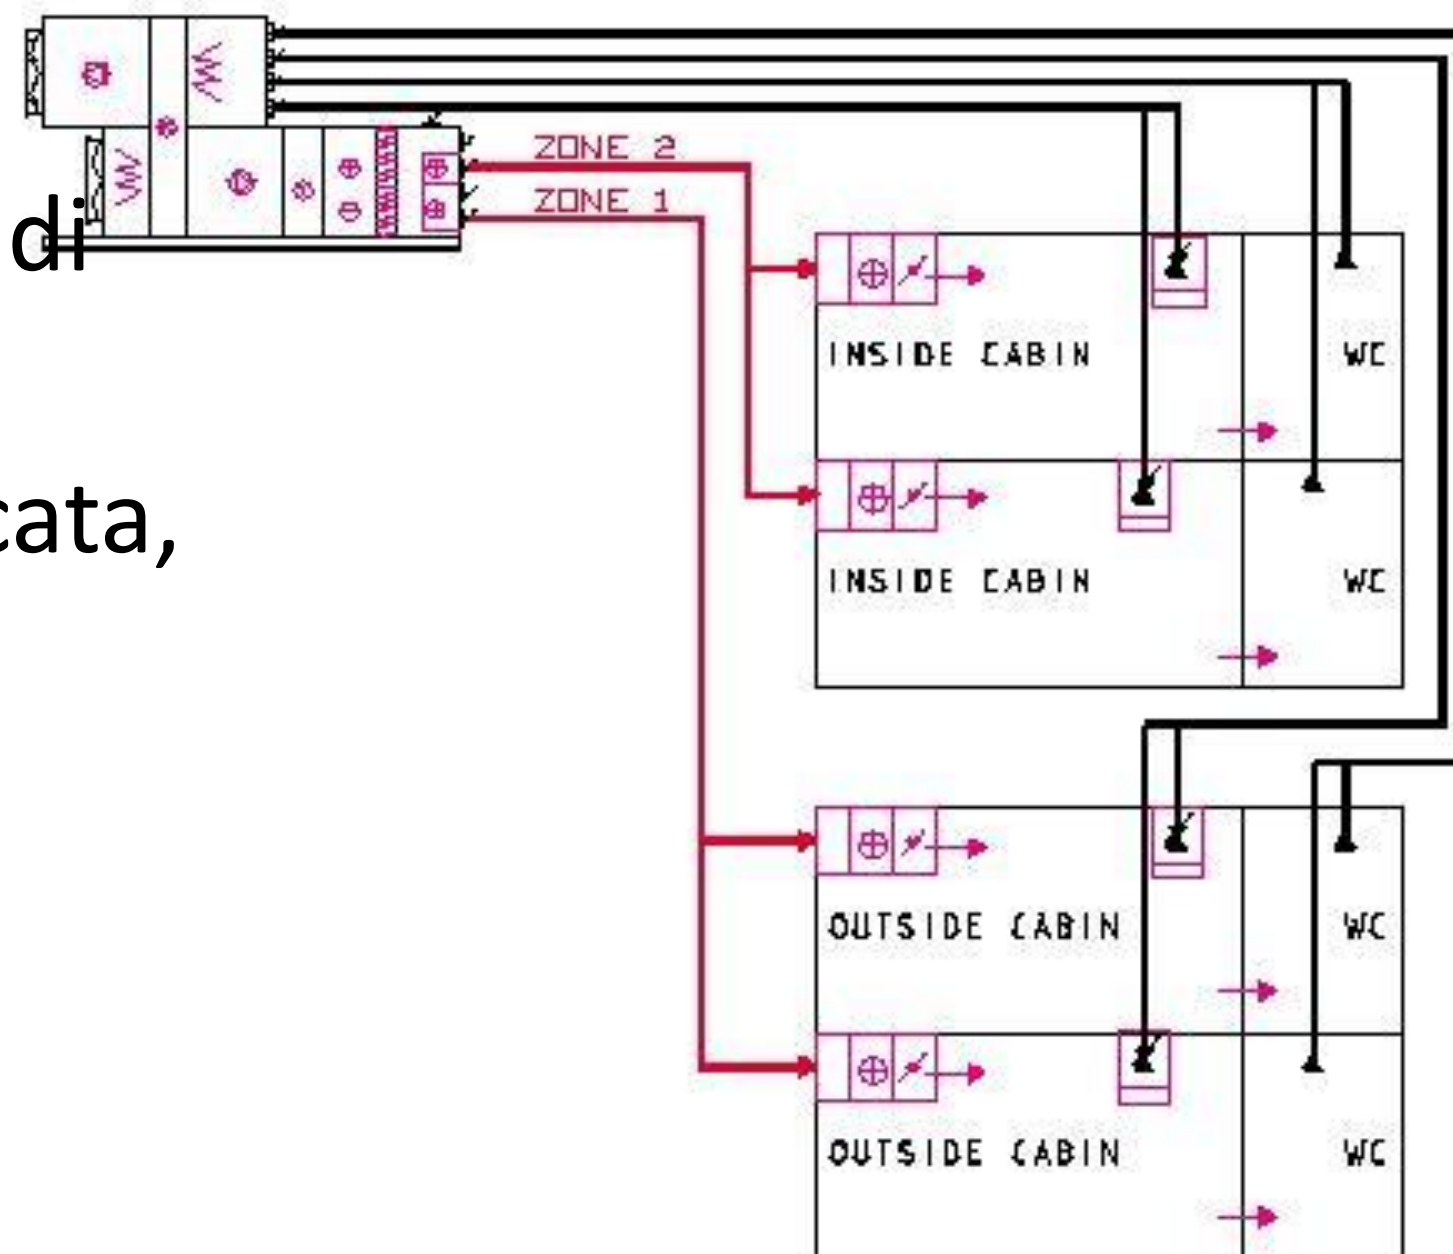 ZONE 2
ZONE 1
di
INSIDE CABIN WC
cata,
INSIDE CABIN WC
OUTSIDE CABIN WC
OUTSIDE CABIN WC